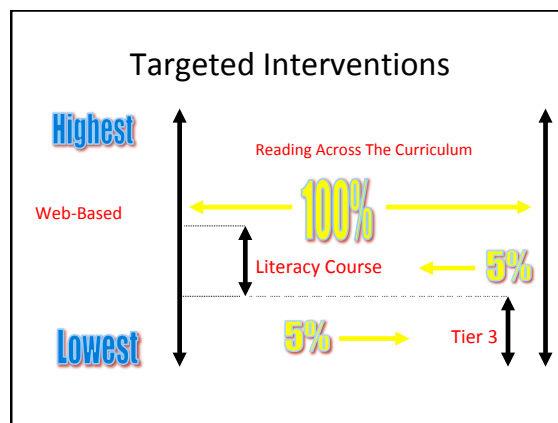 Targeted Interventions
Highest
Reading Across The Curriculum
100%
Web-Based
Literacy Course
5%
Lowest
5%
Tier 3